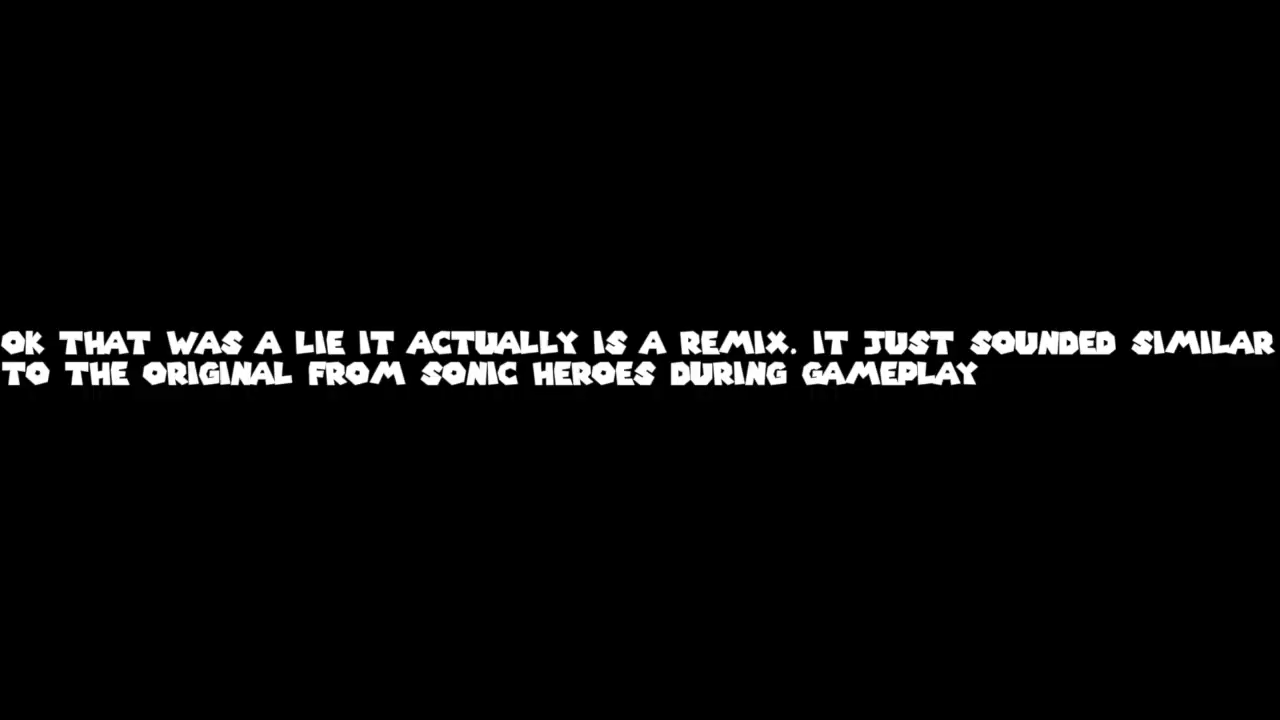 OK THAT WAS A LIE IT ACTUALLY IS A REMIX. IT JUST SOUNDED SIMILAR
TO THE ORIGINAL FROM SONIC HEROES DURING GAMEPLAY